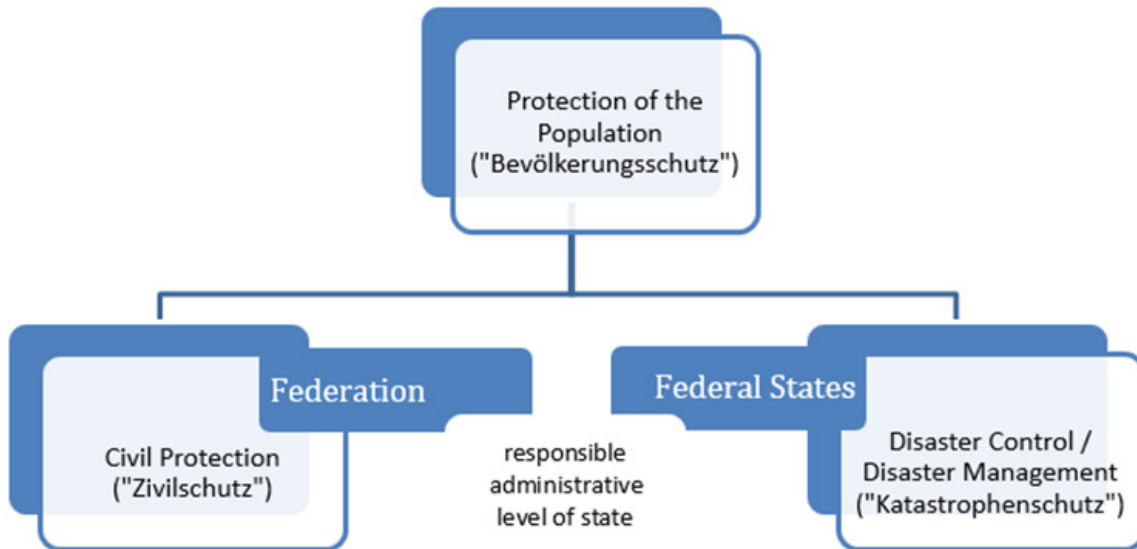 Protection of the
Population
("Bevölkerungsschutz")
Federation
Federal States
Civil Protection
("Zivilschutz")
responsible
administrative
level of state
Disaster Control /
Disaster Management
("Katastrophenschutz")